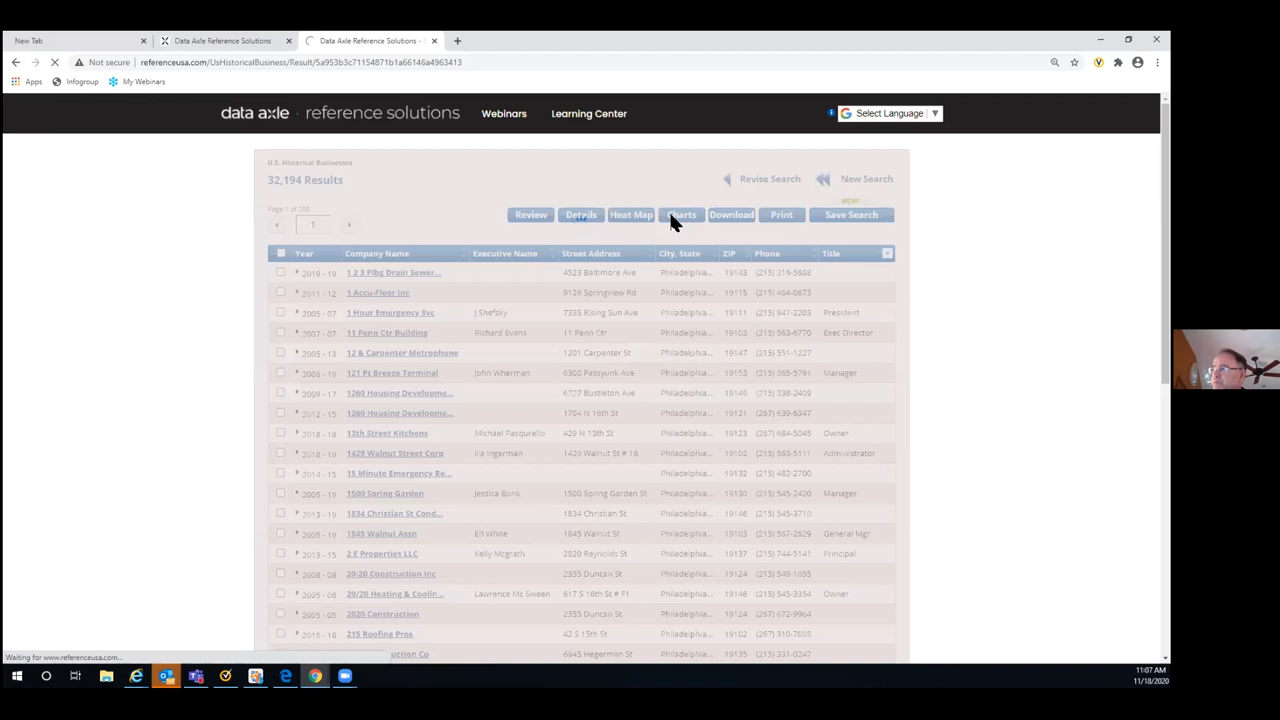 New Tab
Data Axle Reference Solutions
Data Axle Reference Solutions -
Not secure
referenceusa.com/UsHistoricalBusiness/Result/5a953b3c71154871b1a66146a4963413
Apps Infogroup My Webinars
data axle reference solutions Webinars Learning Center Select Language
U.S. Historical Businesses
32,194 Results
Revise Search New Search
NEW!
Page 1 of
1
Review Details Heat Map Charts Download Print Save Search
Year Company Name Executive Name Street Address City, State ZIP Phone Title
2019 - 19 1 2 3 Plbg Drain Sewer... 4523 Baltimore Ave Philadelphia... 19143 (215) 316-5688
2011 - 12 1 Accu-Floor Inc 9126 Springview Rd Philadelphia... 19115 (215) 464-0673
2005 - 07 1 Hour Emergency Svc J Shefsky 7335 Rising Sun Ave Philadelphia... 19111 (215) 947-2203 President
2007 - 07 11 Penn Ctr Building Richard Evans 11 Penn Ctr Philadelphia... 19103 (215) 563-6770 Exec Director
2005 - 13 12 & Carpenter Metrophone 1201 Carpenter St Philadelphia... 19147 (215) 551-1227
2006 - 19 121 Pt Breeze Terminal John Wherman 6300 Passyunk Ave Philadelphia... 19153 (215) 365-5791 Manager
2009 - 17 1260 Housing Developme... 6727 Bustleton Ave Philadelphia... 19149 (215) 338-2409
2012 - 15 1260 Housing Developme... 1704 N 16th St Philadelphia... 19121 (267) 639-6347
2018 - 18 13th Street Kitchens Michael Pasqurello 429 N 13th St Philadelphia... 19123 (267) 684-5045 Owner
2018 - 19 1429 Walnut Street Corp Ira Ingerman 1429 Walnut St # 16 Philadelphia... 19102 (215) 563-5111 Administrator
2014 - 15 15 Minute Emergency Re... Philadelphia... 19132 (215) 482-2700
2005 - 19 1500 Spring Garden Jessica Bonk 1500 Spring Garden St Philadelphia... 19130 (215) 545-2420 Manager
2013 - 19 1834 Christian St Cond... 1834 Christian St Philadelphia... 19146 (215) 545-3710
2005 - 19 1845 Walnut Assn Ed White 1845 Walnut St Philadelphia... 19103 (215) 567-2629 General Mgr
2013 - 15 2 E Properties LLC Kelly Mcgrath 2820 Reynolds St Philadelphia... 19137 (215) 744-5141 Principal
2008 - 08 20-20 Construction Inc 2355 Duncan St Philadelphia... 19124 (215) 549-1055
2005 - 06 20/20 Heating & Coolin... Lawrence Mc Sween 617 S 16th St # F1 Philadelphia... 19146 (215) 545-3354 Owner
2005 - 05 2020 Construction 2355 Duncan St Philadelphia... 19124 (267) 672-9964
2016 - 18 215 Roofing Pros 42 S 15th St Philadelphia... 19102 (267) 310-7088
uction Co 6945 Hegerman St Philadelphia... 19135 (215) 331-0247
Waiting for www.referenceusa.com...
11:07 AM
11/18/2020